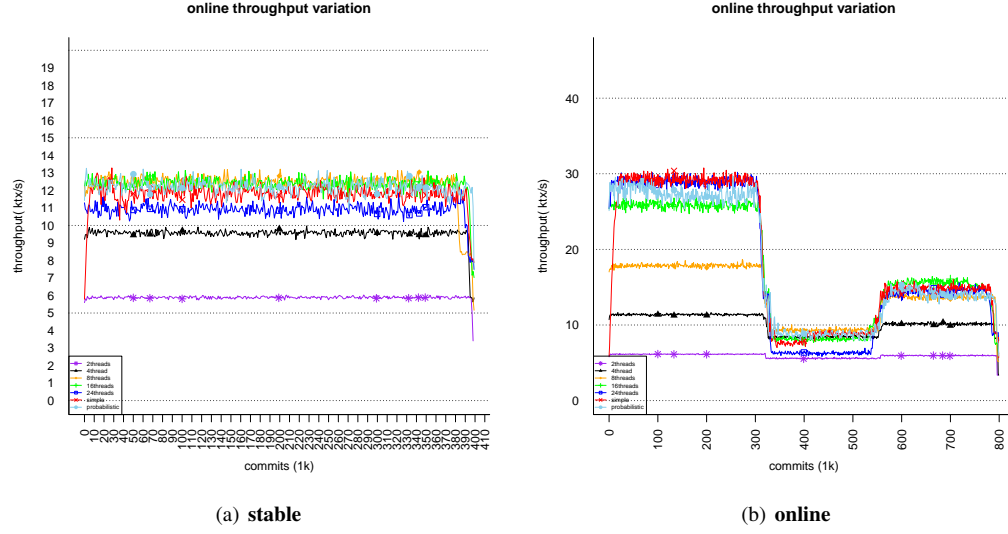 online throughput variation
throughput( ktx/s)
19
18
17
16
15
14
13
12
11
10
9
8
7
6
5
4
3
2
1
0
2threads
4thread
8threads
16threads
24threads
simple
probabilistic
0 10 20 30 40 50 60 70 80 90 100 110 120 130 140 150 160 170 180 190 200 210 220 230 240 250 260 270 280 290 300 310 320 330 340 350 360 370 380 390 400 410
commits (1k)
(a) stable
online throughput variation
throughput( ktx/s)
40
30
20
10
0
2threads
4thread
8threads
16threads
24threads
simple
probabilistic
0 100 200 300 400 500 600 700 800
commits (1k)
(b) online